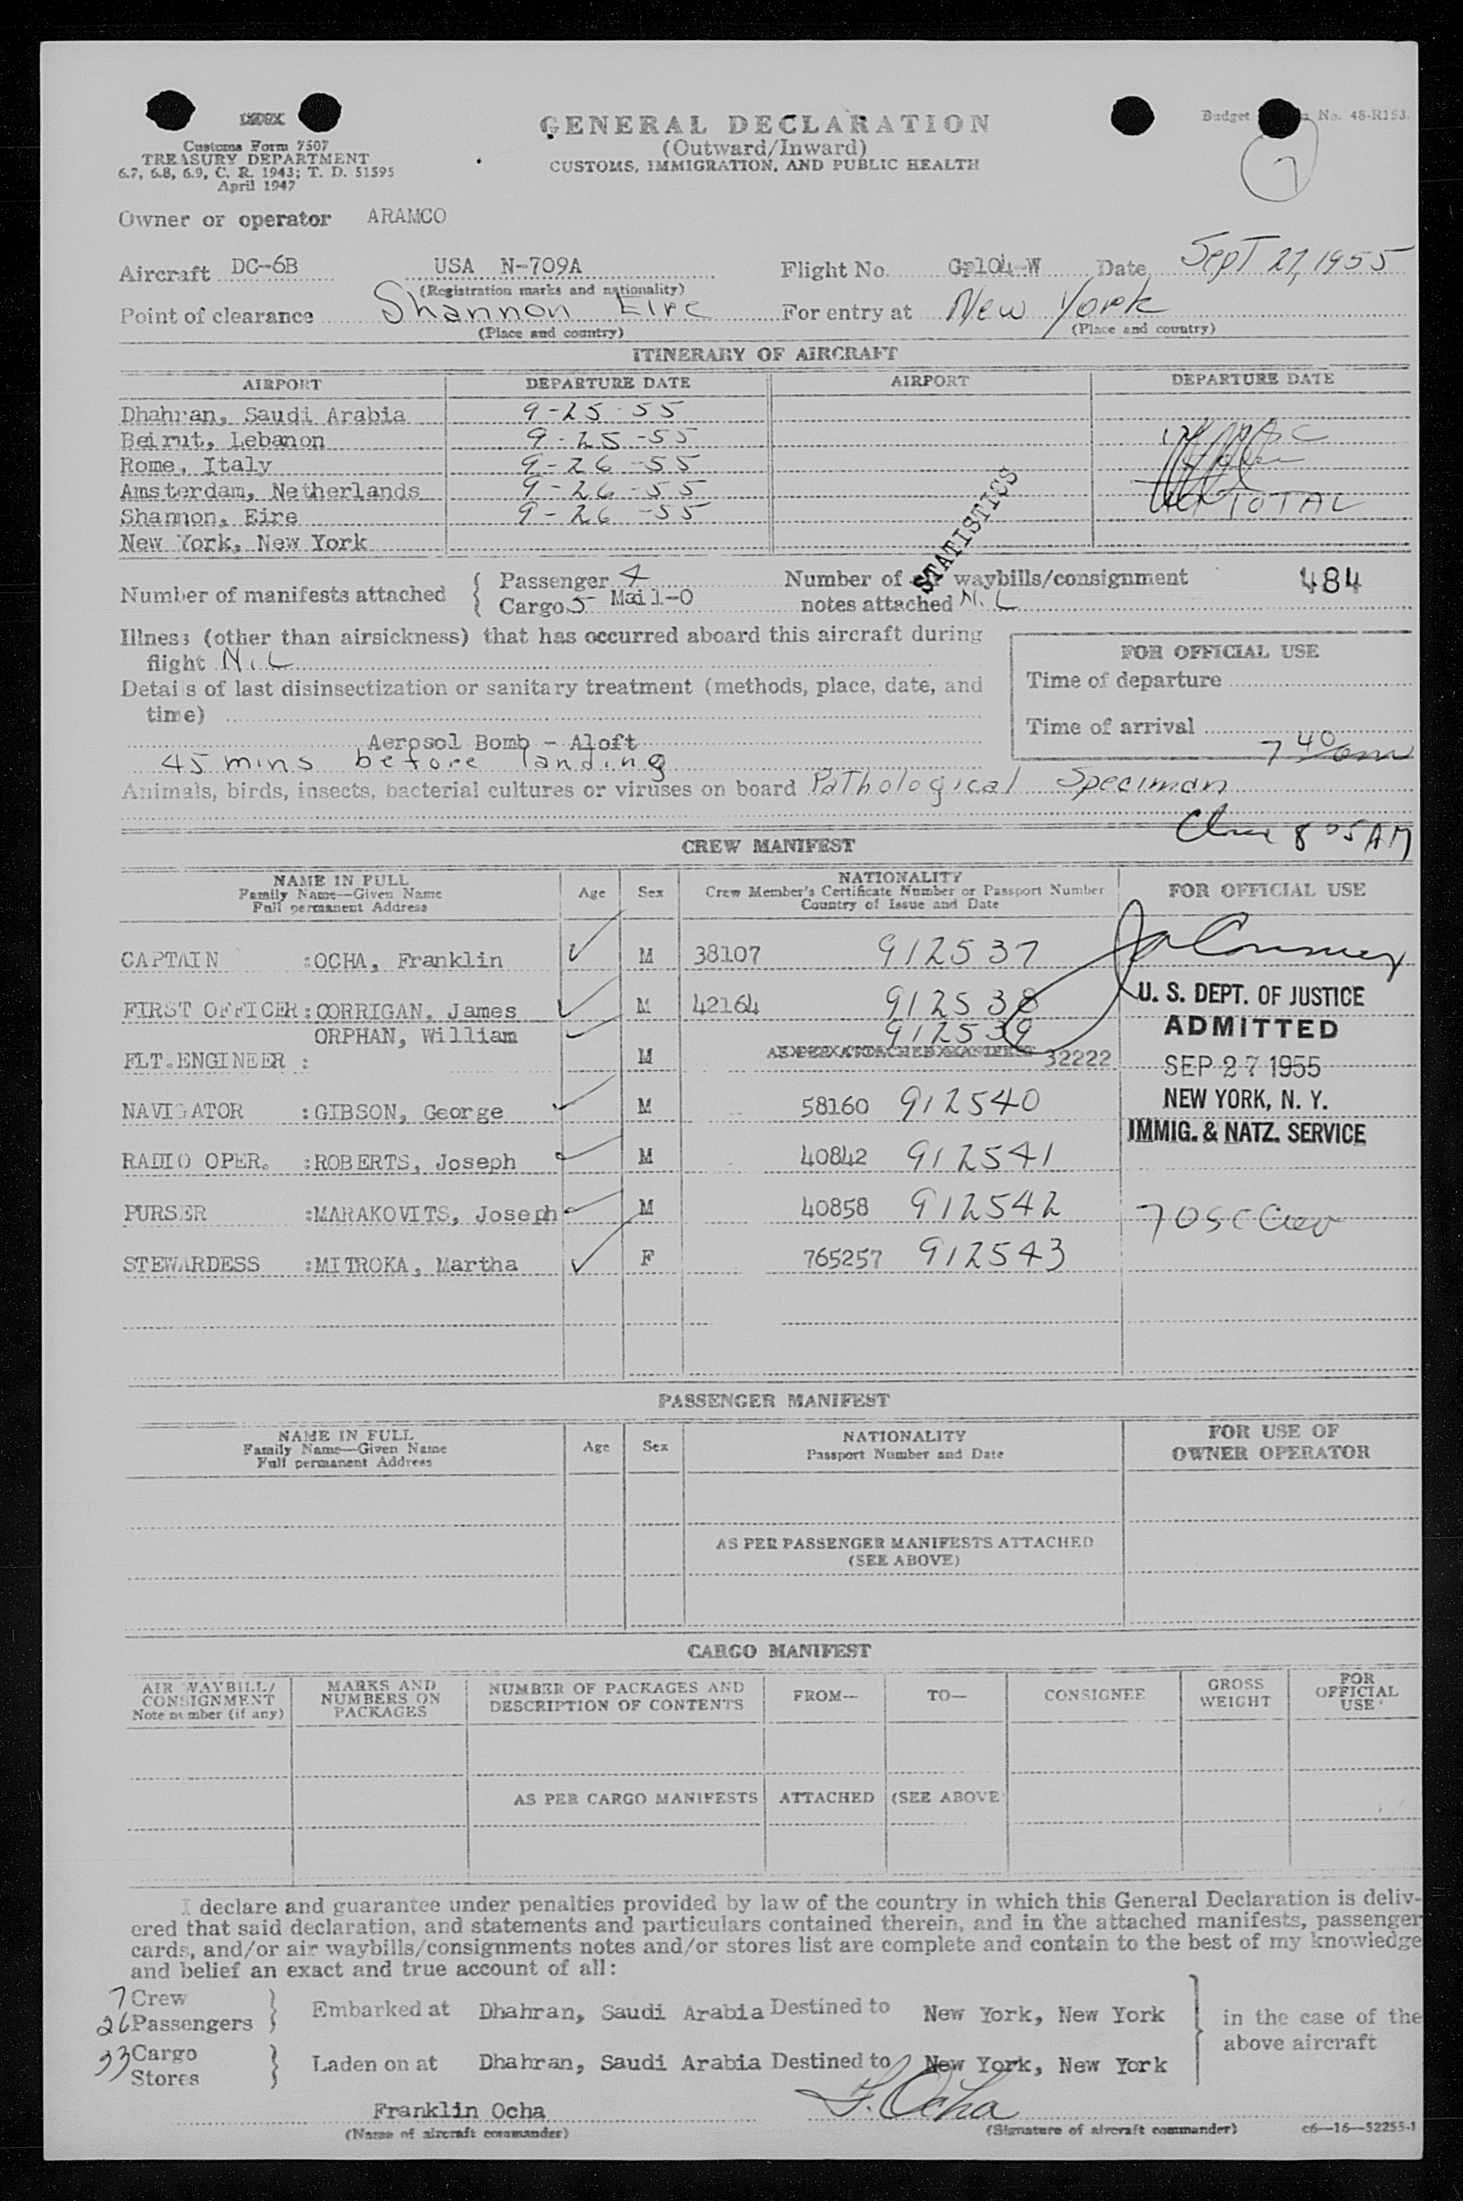 INDEX
Customs Form 7507
TREASURY DEPARTMENT
6.7, 6.8, 6.9, C. R. 1943; T. D. 51595
April 1947
GENERAL DECLARATION
(Outward/Inward)
CUSTOMS, IMMIGRATION, AND PUBLIC HEALTH
Budget No. 48-R153.
7
Owner or operator ARAMCO
Aircraft DC-6B USA N-709A Flight No. G-104-W Date Sept 27, 1955
(Registration marks and nationality)
Point of clearance Shannon Eire For entry at New York
(Place and country) (Place and country)
ITINERARY OF AIRCRAFT
AIRPORT DEPARTURE DATE AIRPORT DEPARTURE DATE
Dhahran, Saudi Arabia 9-25-55
Beirut, Lebanon 9-25-55
Rome, Italy 9-26-55
Amsterdam, Netherlands 9-26-55
Shannon, Eire 9-26-55
TOTAL
New York, New York
STATISTICS
Number of manifests attached { Passenger 4 Number of air waybills/consignment 484
Cargo 5 Mail-0 notes attached NiL
Illness (other than airsickness) that has occurred aboard this aircraft during
flight NiL
FOR OFFICIAL USE
Details of last disinsectization or sanitary treatment (methods, place, date, and
time)
Time of departure
Time of arrival 7 40 am
Aerosol Bomb - Aloft
45 mins before landing
Animals, birds, insects, bacterial cultures or viruses on board Pathological Speciman
8 05 AM
CREW MANIFEST
NAME IN FULL
Family Name—Given Name
Full permanent Address
Age Sex
NATIONALITY
Crew Member's Certificate Number or Passport Number
Country of Issue and Date
FOR OFFICIAL USE
CAPTAIN :OCHA, Franklin M 38107 912537
FIRST OFFICER:CORRIGAN, James M 42164 912538
ORPHAN, William 912539
FLT.ENGINEER : M AS PER ATTACHED MANIFEST 32222
NAVIGATOR :GIBSON, George M 58160 912540
RADIO OPER. :ROBERTS, Joseph M 40842 912541
PURSER :MARAKOVITS, Joseph M 40858 912542
STEWARDESS :MITROKA, Martha F 765257 912543
U. S. DEPT. OF JUSTICE
ADMITTED
SEP 27 1955
NEW YORK, N. Y.
IMMIG. & NATZ. SERVICE
7 USC Crew
PASSENGER MANIFEST
NAME IN FULL
Family Name—Given Name
Full permanent Address
Age Sex
NATIONALITY
Passport Number and Date
FOR USE OF
OWNER OPERATOR
AS PER PASSENGER MANIFESTS ATTACHED
(SEE ABOVE)
CARGO MANIFEST
AIR WAYBILL/
CONSIGNMENT
Note number (if any)
MARKS AND
NUMBERS ON
PACKAGES
NUMBER OF PACKAGES AND
DESCRIPTION OF CONTENTS
FROM— TO— CONSIGNEE
GROSS
WEIGHT
FOR
OFFICIAL
USE
AS PER CARGO MANIFESTS ATTACHED (SEE ABOVE
I declare and guarantee under penalties provided by law of the country in which this General Declaration is deliv-
ered that said declaration, and statements and particulars contained therein, and in the attached manifests, passenger
cards, and/or air waybills/consignments notes and/or stores list are complete and contain to the best of my knowledge
and belief an exact and true account of all:
7 Crew
26 Passengers } Embarked at Dhahran, Saudi Arabia Destined to New York, New York
33 Cargo
Stores } Laden on at Dhahran, Saudi Arabia Destined to New York, New York
in the case of the
above aircraft
Franklin Ocha F. Ocha
(Name of aircraft commander) (Signature of aircraft commander) c6—16—52255-1